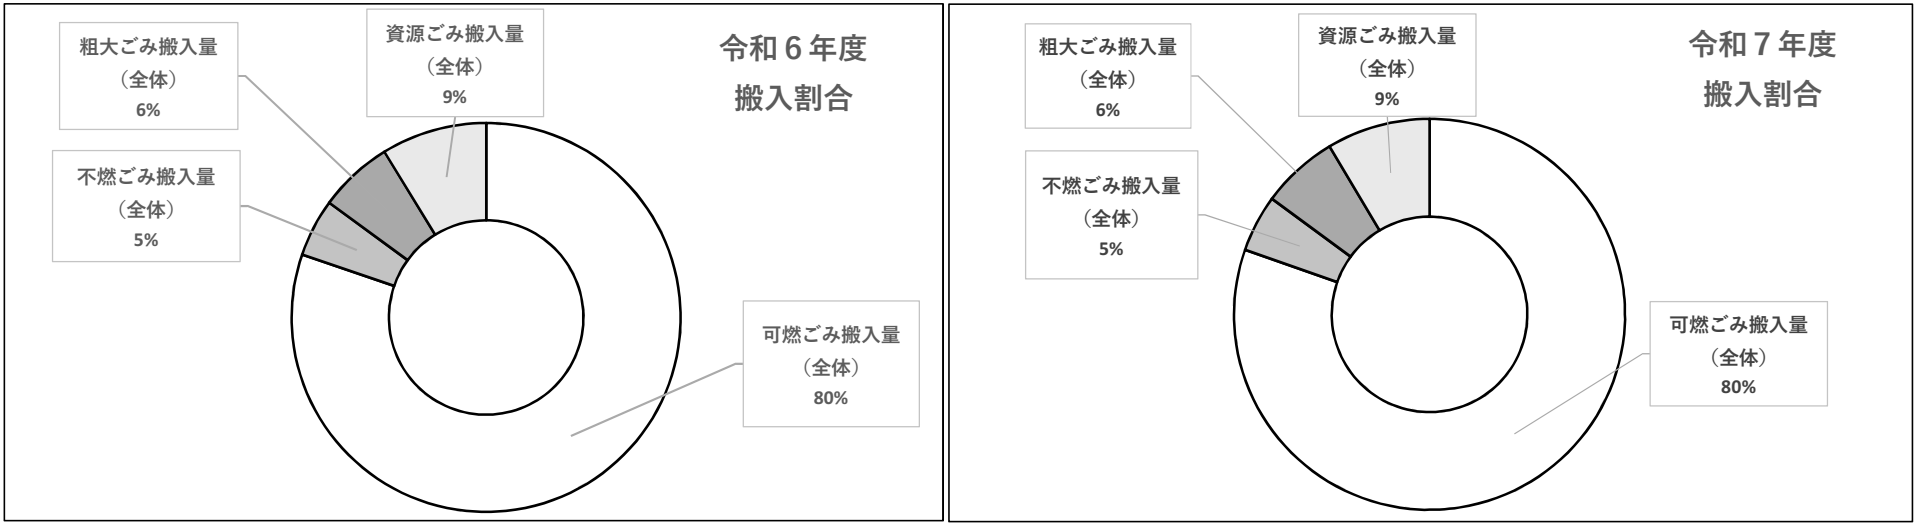 令和６年度
搬入割合
資源ごみ搬入量
（全体）
9%
粗大ごみ搬入量
（全体）
6%
不燃ごみ搬入量
（全体）
5%
可燃ごみ搬入量
（全体）
80%
令和７年度
搬入割合
資源ごみ搬入量
（全体）
9%
粗大ごみ搬入量
（全体）
6%
不燃ごみ搬入量
（全体）
5%
可燃ごみ搬入量
（全体）
80%